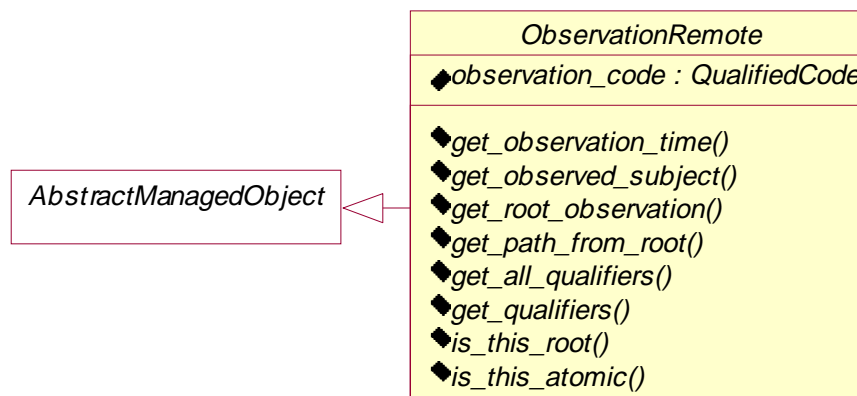 ObservationRemote
observation_code : QualifiedCode
get_observation_time()
get_observed_subject()
get_root_observation()
get_path_from_root()
get_all_qualifiers()
get_qualifiers()
is_this_root()
is_this_atomic()
AbstractManagedObject